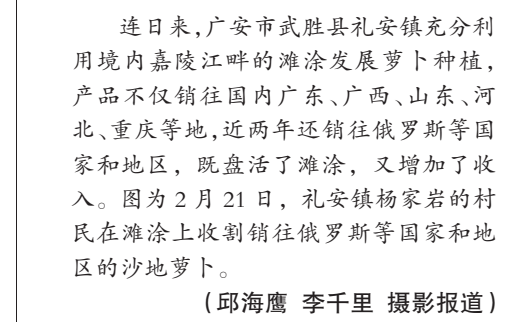 连日来,广安市武胜县礼安镇充分利
用境内嘉陵江畔的滩涂发展萝卜种植,
产品不仅销往国内广东、广西、山东、河
北、重庆等地,近两年还销往俄罗斯等国
家和地区，既盘活了滩涂，又增加了收
入。图为 2 月 21 日，礼安镇杨家岩的村
民在滩涂上收割销往俄罗斯等国家和地
区的沙地萝卜。
（邱海鹰 李千里 摄影报道）